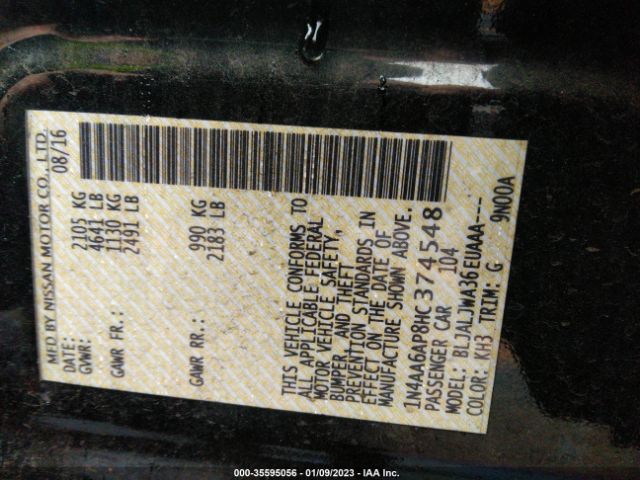 MFD BY NISSAN MOTOR CO., LTD.
DATE: 08/16
GVWR: 2105 KG
4641 LB
GAWR FR.: 1130 KG
2491 LB
GAWR RR.: 990 KG
2183 LB
THIS VEHICLE CONFORMS TO
ALL APPLICABLE FEDERAL
MOTOR VEHICLE SAFETY,
BUMPER, AND THEFT
PREVENTION STANDARDS IN
EFFECT ON THE DATE OF
MANUFACTURE SHOWN ABOVE.
1N4AA6AP8HC374548
PASSENGER CAR 104
MODEL: BLJALJWA36EUAAA---
COLOR: KH3 TRIM: G 9N00A
000-35595056 - 01/09/2023 - IAA Inc.